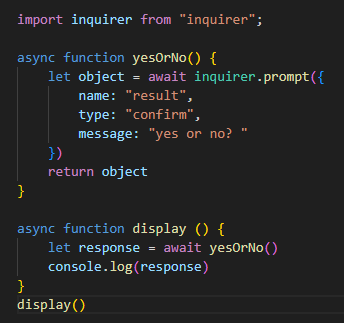 import inquirer from "inquirer";
async function yesOrNo() {
let object = await inquirer.prompt({
name: "result",
type: "confirm",
message: "yes or no? "
})
return object
}
async function display () {
let response = await yesOrNo()
console.log(response)
}
display()